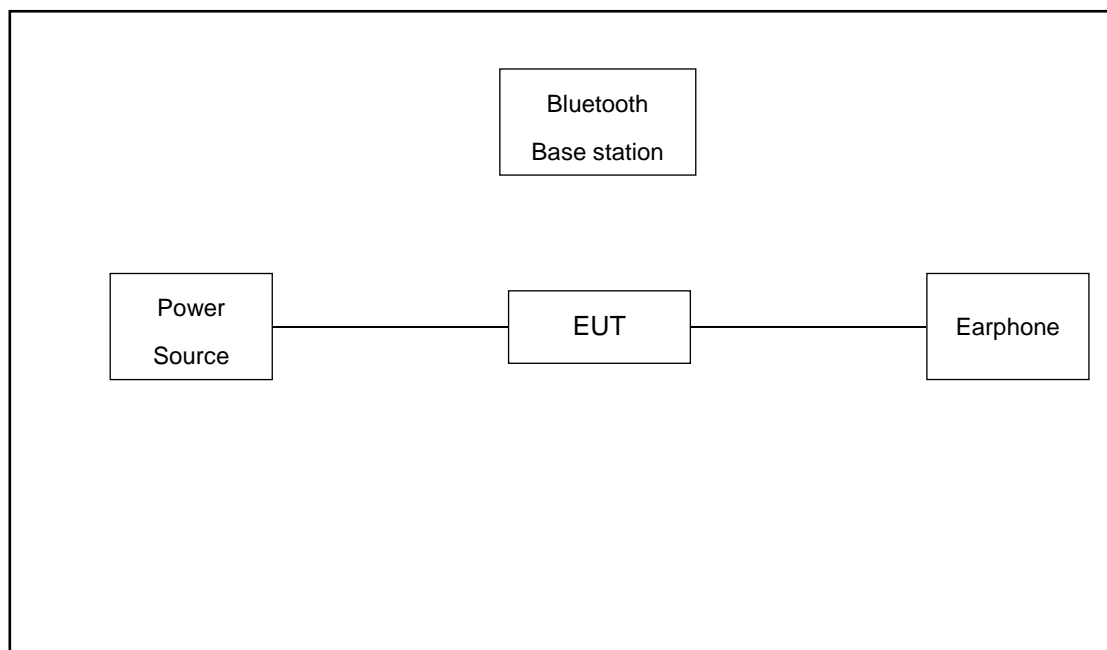 Bluetooth
Base station
Power
Source
EUT
Earphone